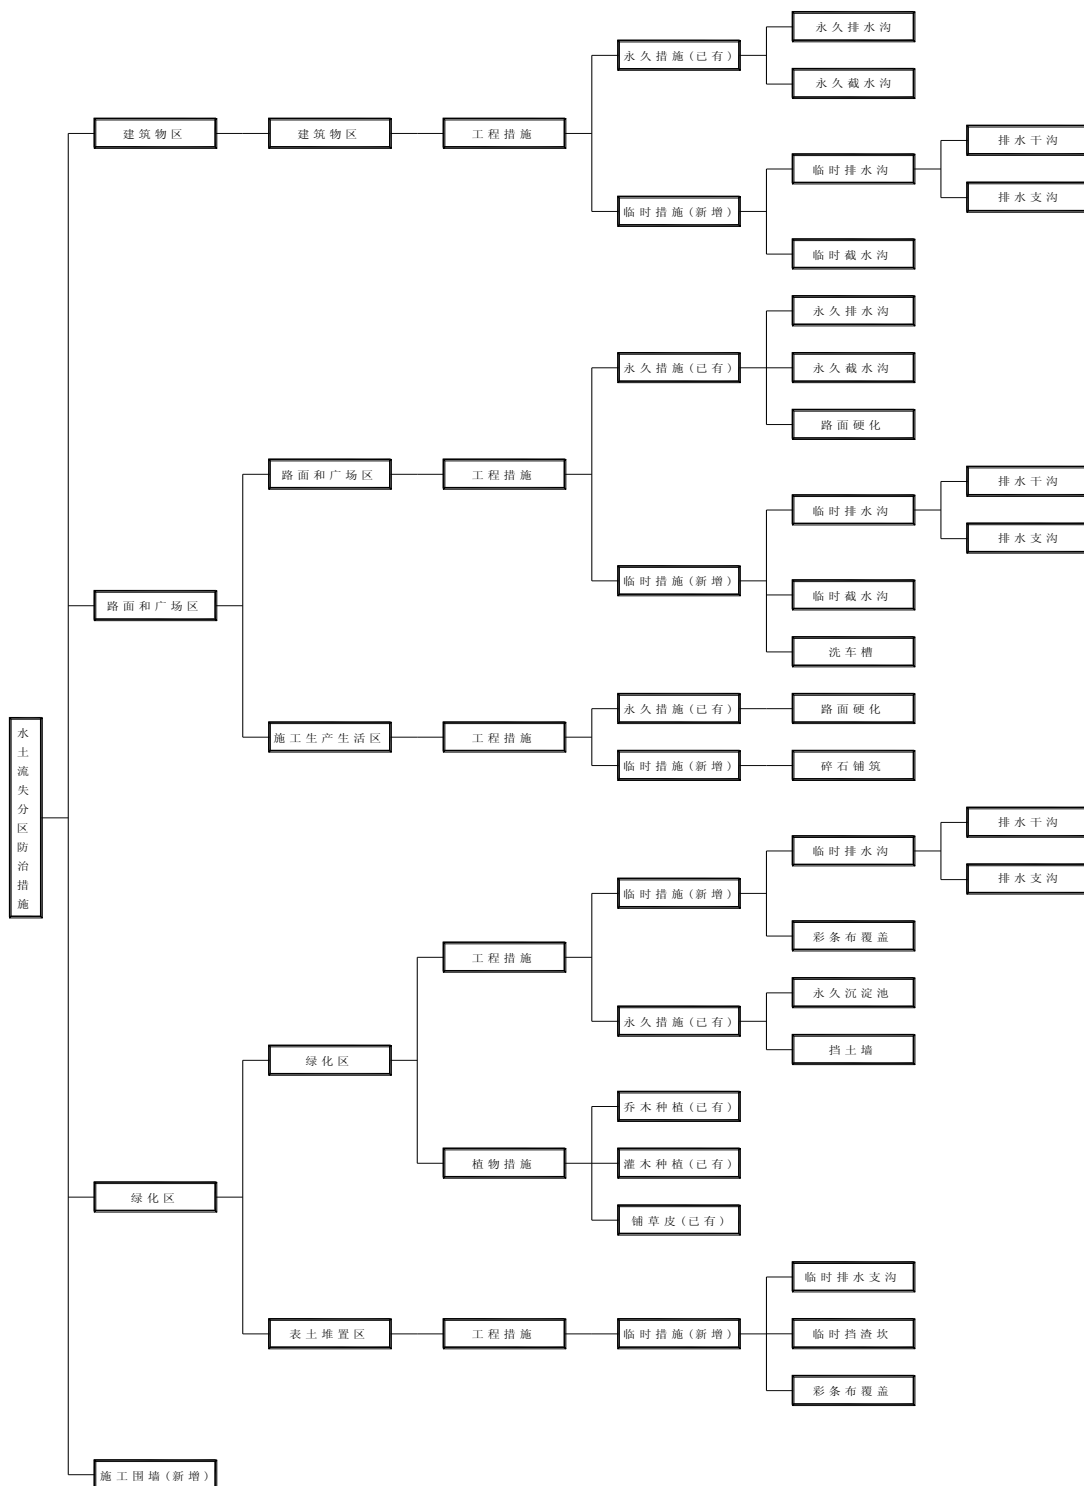 水土流失分区防治措施
建筑物区
建筑物区
工程措施
永久措施(已有)
永久排水沟
永久截水沟
临时措施(新增)
临时排水沟
排水干沟
排水支沟
临时截水沟
路面和广场区
路面和广场区
工程措施
永久措施(已有)
永久排水沟
永久截水沟
路面硬化
临时措施(新增)
临时排水沟
排水干沟
排水支沟
临时截水沟
洗车槽
施工生产生活区
工程措施
永久措施(已有)
路面硬化
临时措施(新增)
碎石铺筑
绿化区
绿化区
工程措施
临时措施(新增)
临时排水沟
排水干沟
排水支沟
彩条布覆盖
永久措施(已有)
永久沉淀池
挡土墙
植物措施
乔木种植(已有)
灌木种植(已有)
铺草皮(已有)
表土堆置区
工程措施
临时措施(新增)
临时排水支沟
临时挡渣坎
彩条布覆盖
施工围墙(新增)